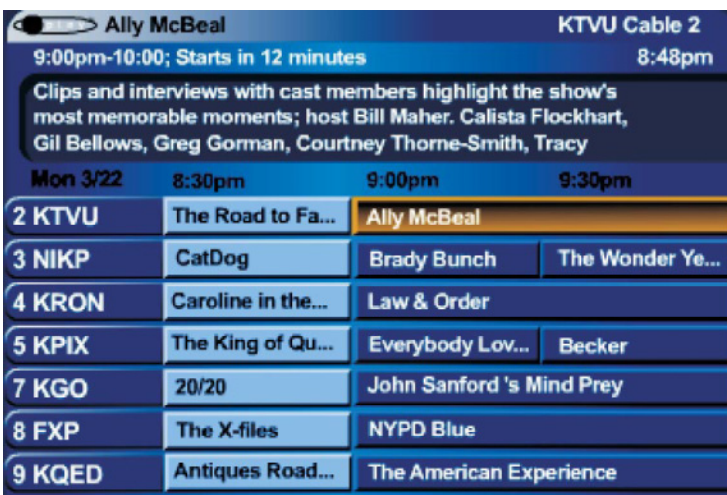 Ally McBeal KTVU Cable 2
9:00pm-10:00; Starts in 12 minutes 8:48pm
Clips and interviews with cast members highlight the show's
most memorable moments; host Bill Maher. Calista Flockhart,
Gil Bellows, Greg Gorman, Courtney Thorne-Smith, Tracy
Mon 3/22 8:30pm 9:00pm 9:30pm
2 KTVU The Road to Fa... Ally McBeal
3 NIKP CatDog Brady Bunch The Wonder Ye...
4 KRON Caroline in the... Law & Order
5 KPIX The King of Qu... Everybody Lov... Becker
7 KGO 20/20 John Sanford 's Mind Prey
8 FXP The X-files NYPD Blue
9 KQED Antiques Road... The American Experience